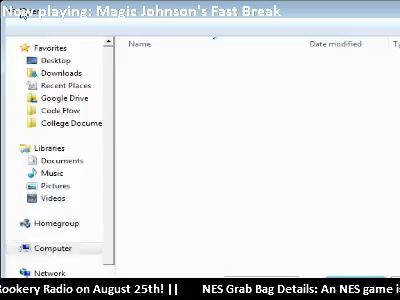 Now playing: Magic Johnson's Fast Break
Name
Date modified
Favorites
Desktop
Downloads
Recent Places
Google Drive
Code Flow
College Docume
Libraries
Documents
Music
Pictures
Videos
Homegroup
Computer
Network
Rookery Radio on August 25th! || NES Grab Bag Details: An NES game is